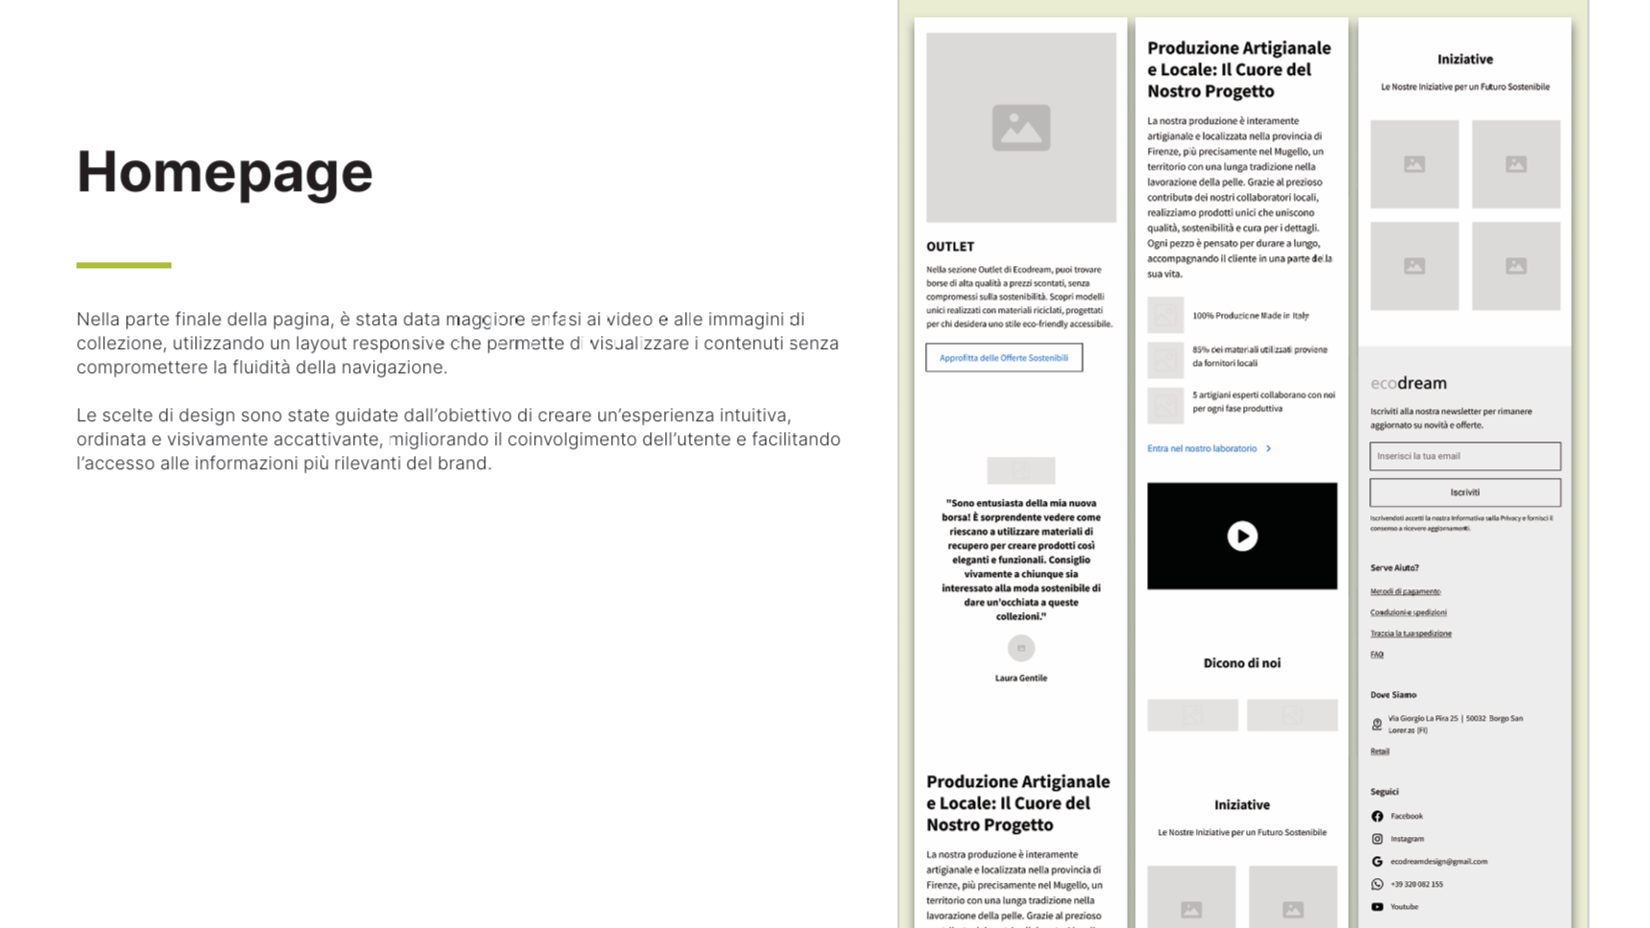 Homepage
Nella parte finale della pagina, è stata data maggiore enfasi ai video e alle immagini di
collezione, utilizzando un layout responsive che permette di visualizzare i contenuti senza
compromettere la fluidità della navigazione.
Le scelte di design sono state guidate dall’obiettivo di creare un’esperienza intuitiva,
ordinata e visivamente accattivante, migliorando il coinvolgimento dell’utente e facilitando
l’accesso alle informazioni più rilevanti del brand.
OUTLET
Nella sezione Outlet di Ecodream, puoi trovare
borse di alta qualità a prezzi scontati, senza
compromessi sulla sostenibilità. Scopri modelli
unici realizzati con materiali riciclati, progettati
per chi desidera uno stile eco-friendly accessibile.
Approfitta delle Offerte Sostenibili
"Sono entusiasta della mia nuova
borsa! È sorprendente vedere come
riescano a utilizzare materiali di
recupero per creare prodotti così
eleganti e funzionali. Consiglio
vivamente a chiunque sia
interessato alla moda sostenibile di
dare un'occhiata a queste
collezioni."
Laura Gentile
Produzione Artigianale
e Locale: Il Cuore del
Nostro Progetto
La nostra produzione è interamente
artigianale e localizzata nella provincia di
Firenze, più precisamente nel Mugello, un
territorio con una lunga tradizione nella
lavorazione della pelle. Grazie al prezioso
Produzione Artigianale
e Locale: Il Cuore del
Nostro Progetto
La nostra produzione è interamente
artigianale e localizzata nella provincia di
Firenze, più precisamente nel Mugello, un
territorio con una lunga tradizione nella
lavorazione della pelle. Grazie al prezioso
contributo dei nostri collaboratori locali,
realizziamo prodotti unici che uniscono
qualità, sostenibilità e cura per i dettagli.
Ogni pezzo è pensato per durare a lungo,
accompagnando il cliente in una parte della
sua vita.
100% Produzione Made in Italy
85% dei materiali utilizzati proviene
da fornitori locali
5 artigiani esperti collaborano con noi
per ogni fase produttiva
Entra nel nostro laboratorio
Dicono di noi
Iniziative
Le Nostre Iniziative per un Futuro Sostenibile
Iniziative
Le Nostre Iniziative per un Futuro Sostenibile
ecodream
Iscriviti alla nostra newsletter per rimanere
aggiornato su novità e offerte.
Inserisci la tua email
Iscriviti
Iscrivendoti accetti la nostra Informativa sulla Privacy e fornisci il
consenso a ricevere aggiornamenti.
Serve Aiuto?
Metodi di pagamento
Condizioni e spedizioni
Traccia la tua spedizione
FAQ
Dove Siamo
Via Giorgio La Pira 25 | 50032 Borgo San
Lorenzo (FI)
Retail
Seguici
Facebook
Instagram
ecodreamdesign@gmail.com
+39 320 082 155
Youtube